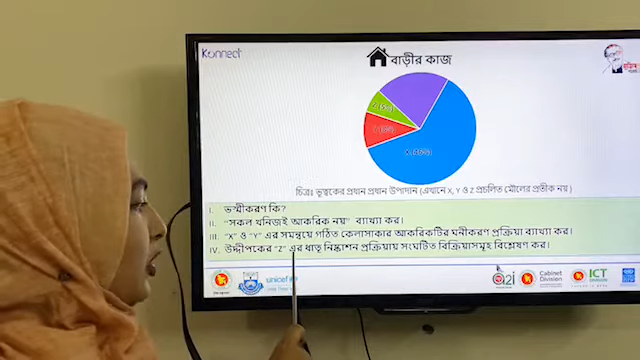 Konnect
বাড়ীর কাজ
চিত্রঃ ভূত্বকের প্রধান প্রধান উপাদান (এখানে X, Y ও Z প্রচলিত মৌলের প্রতীক নয় )
I. ভস্মীকরণ কি?
II. "সকল খনিজই আকরিক নয়" ব্যাখ্যা কর।
III. "X" ও "Y" এর সমন্বয়ে গঠিত কেলাসাকার আকরিকটির ঘনীকরণ প্রক্রিয়া ব্যাখ্যা কর।
IV. উদ্দীপকের "Z" এর ধাতু নিষ্কাশন প্রক্রিয়ায় সংঘটিত বিক্রিয়াসমূহ বিশ্লেষণ কর।
unicef
a2i
Cabinet
Division
ICT
DIVISION